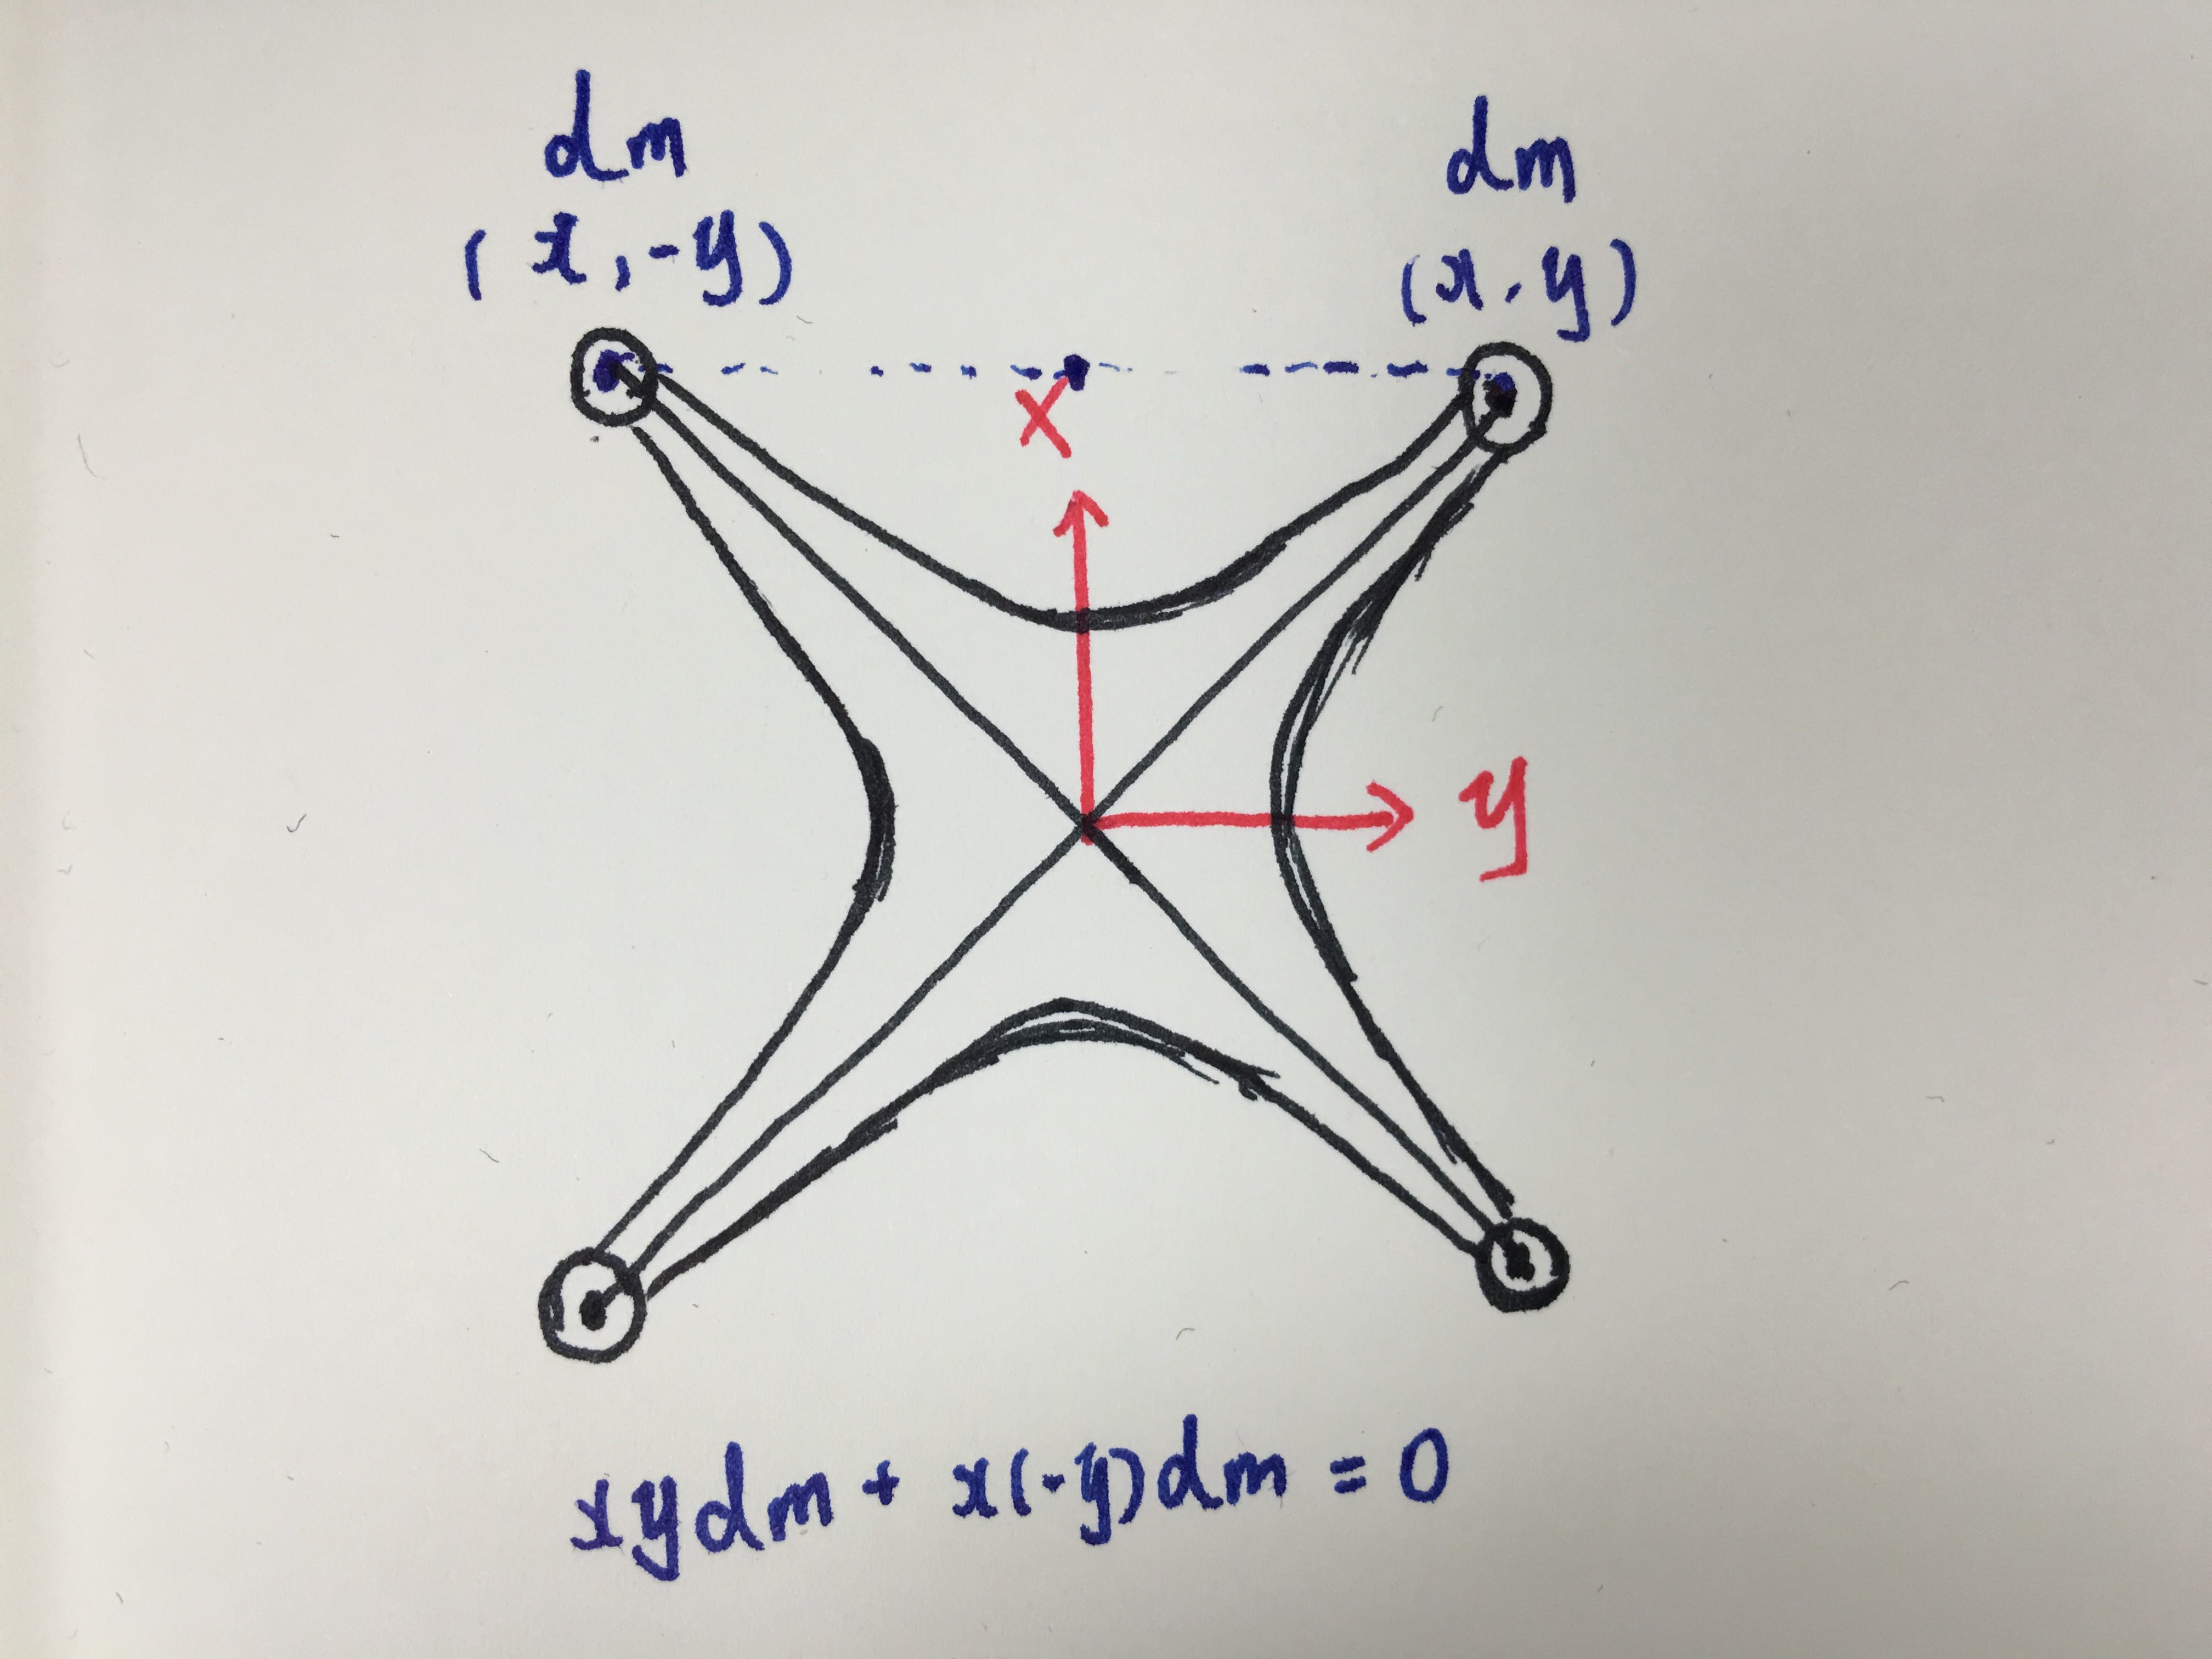 dm dm
(x, -y) (x, y)
x
y
xydm + x(-y)dm = 0